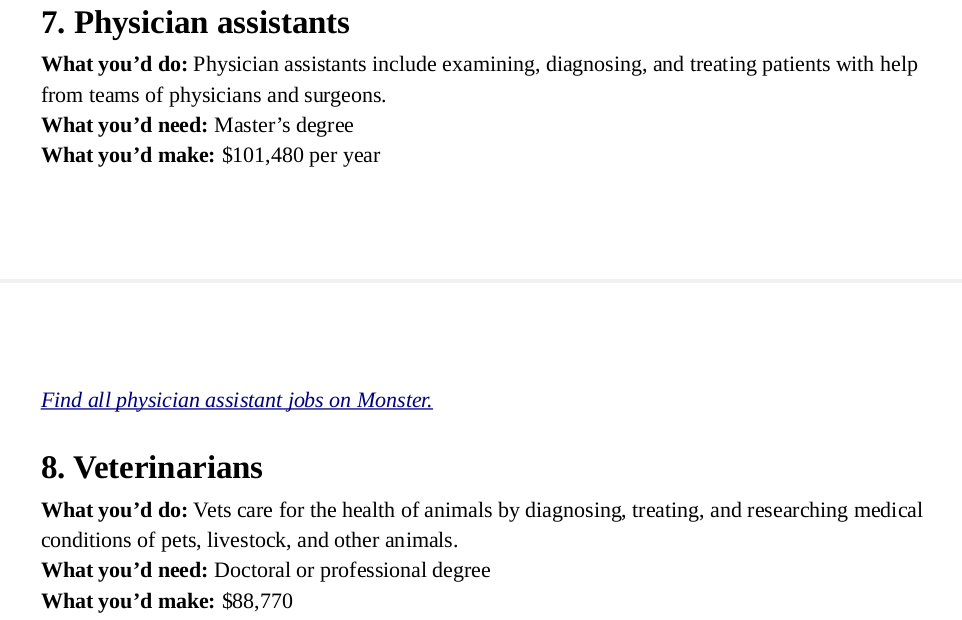 7. Physician assistants
What you’d do: Physician assistants include examining, diagnosing, and treating patients with help
from teams of physicians and surgeons.
What you’d need: Master’s degree
What you’d make: $101,480 per year
Find all physician assistant jobs on Monster.
8. Veterinarians
What you’d do: Vets care for the health of animals by diagnosing, treating, and researching medical
conditions of pets, livestock, and other animals.
What you’d need: Doctoral or professional degree
What you’d make: $88,770